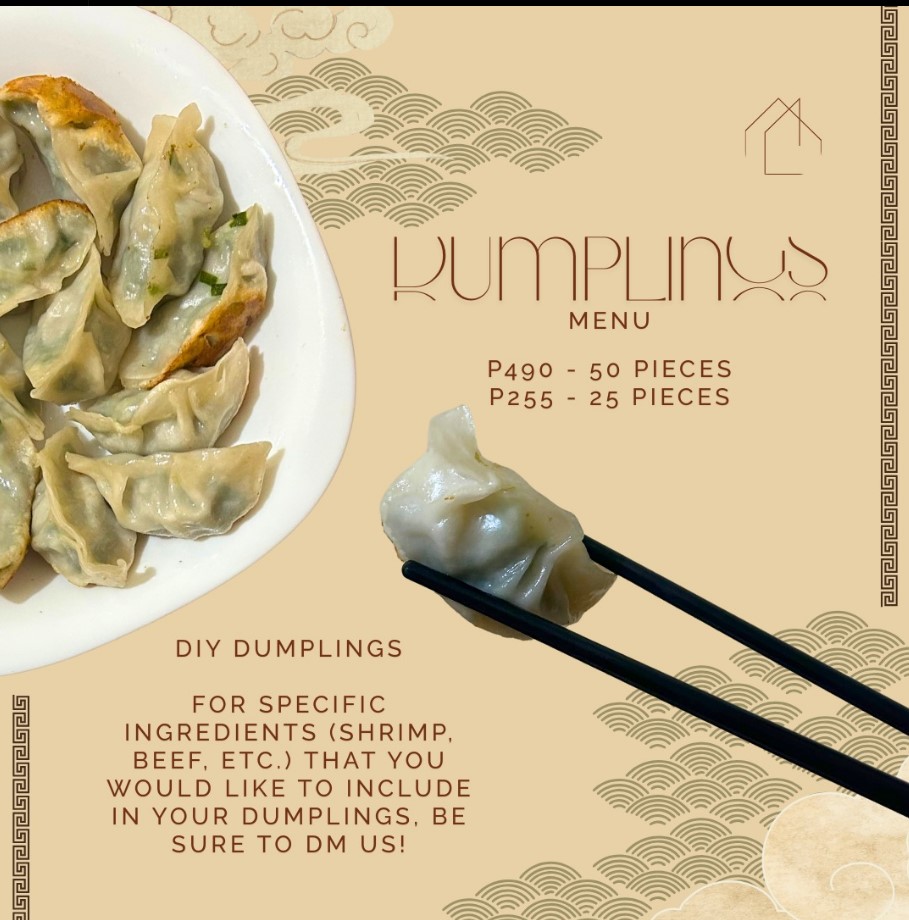 DUMPLINGS
MENU
P490 - 50 PIECES
P255 - 25 PIECES
DIY DUMPLINGS
FOR SPECIFIC
INGREDIENTS (SHRIMP,
BEEF, ETC.) THAT YOU
WOULD LIKE TO INCLUDE
IN YOUR DUMPLINGS, BE
SURE TO DM US!